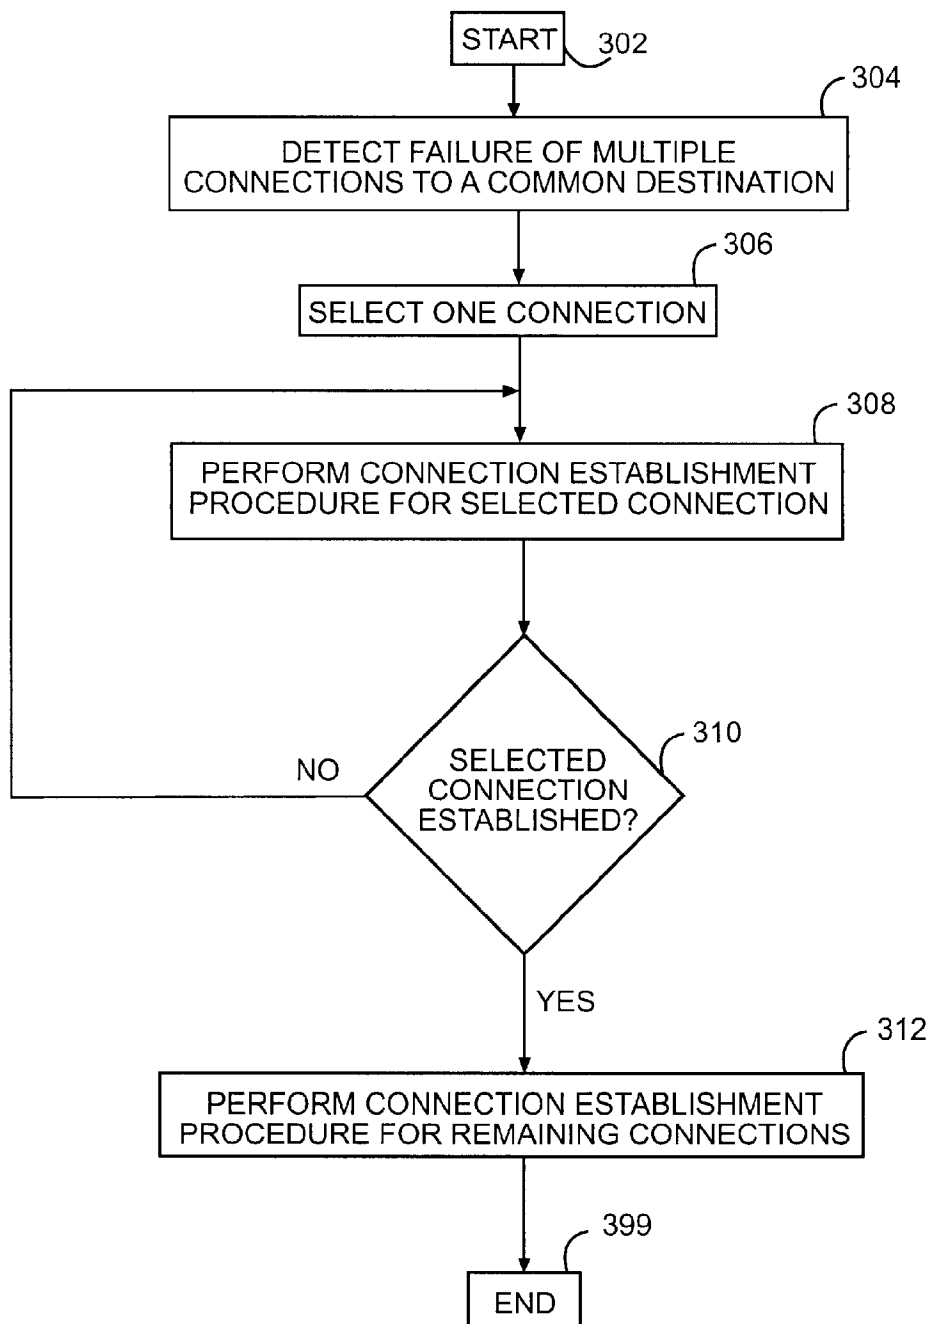 START
302
304
DETECT FAILURE OF MULTIPLE
CONNECTIONS TO A COMMON DESTINATION
306
SELECT ONE CONNECTION
308
PERFORM CONNECTION ESTABLISHMENT
PROCEDURE FOR SELECTED CONNECTION
310
SELECTED
CONNECTION
ESTABLISHED?
NO
YES
312
PERFORM CONNECTION ESTABLISHMENT
PROCEDURE FOR REMAINING CONNECTIONS
399
END